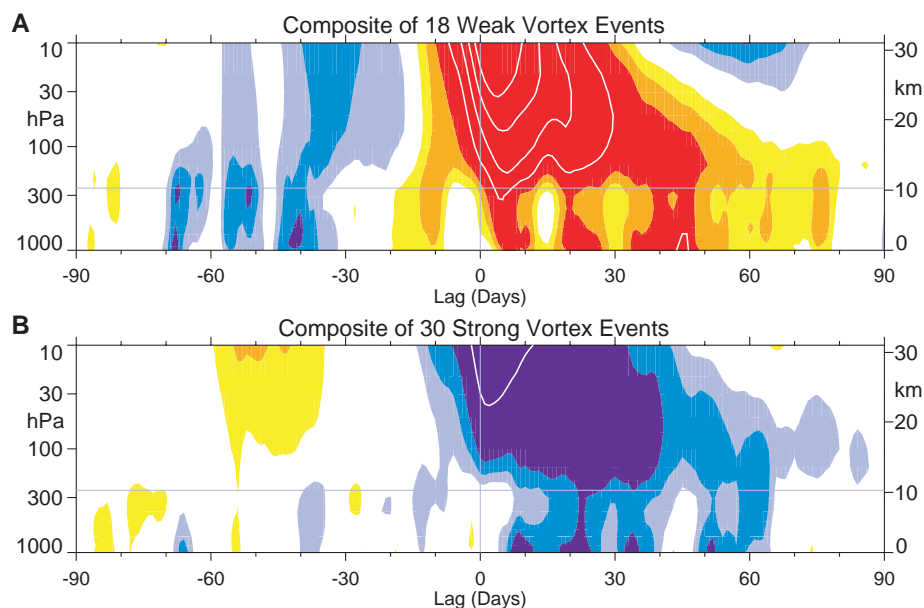 A
Composite of 18 Weak Vortex Events
10
30
hPa
100
300
1000
30
km
20
10
0
-90 -60 -30 0 30 60 90
Lag (Days)
B
Composite of 30 Strong Vortex Events
10
30
hPa
100
300
1000
30
km
20
10
0
-90 -60 -30 0 30 60 90
Lag (Days)